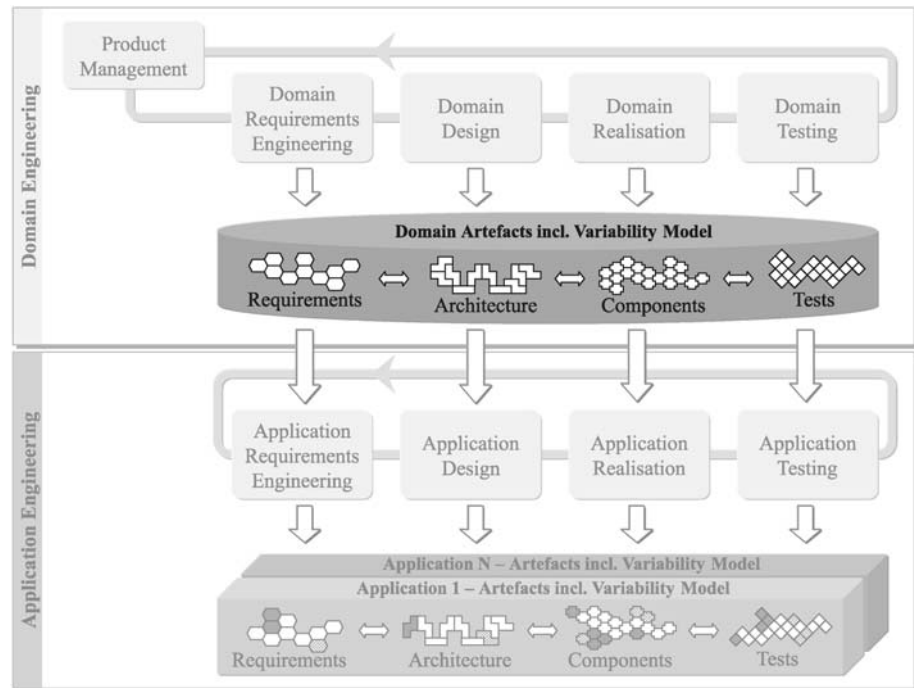 Domain Engineering
Product
Management
Domain
Requirements
Engineering
Domain
Design
Domain
Realisation
Domain
Testing
Domain Artefacts incl. Variability Model
Requirements
Architecture
Components
Tests
Application Engineering
Application
Requirements
Engineering
Application
Design
Application
Realisation
Application
Testing
Application N – Artefacts incl. Variability Model
Application 1 – Artefacts incl. Variability Model
Requirements
Architecture
Components
Tests